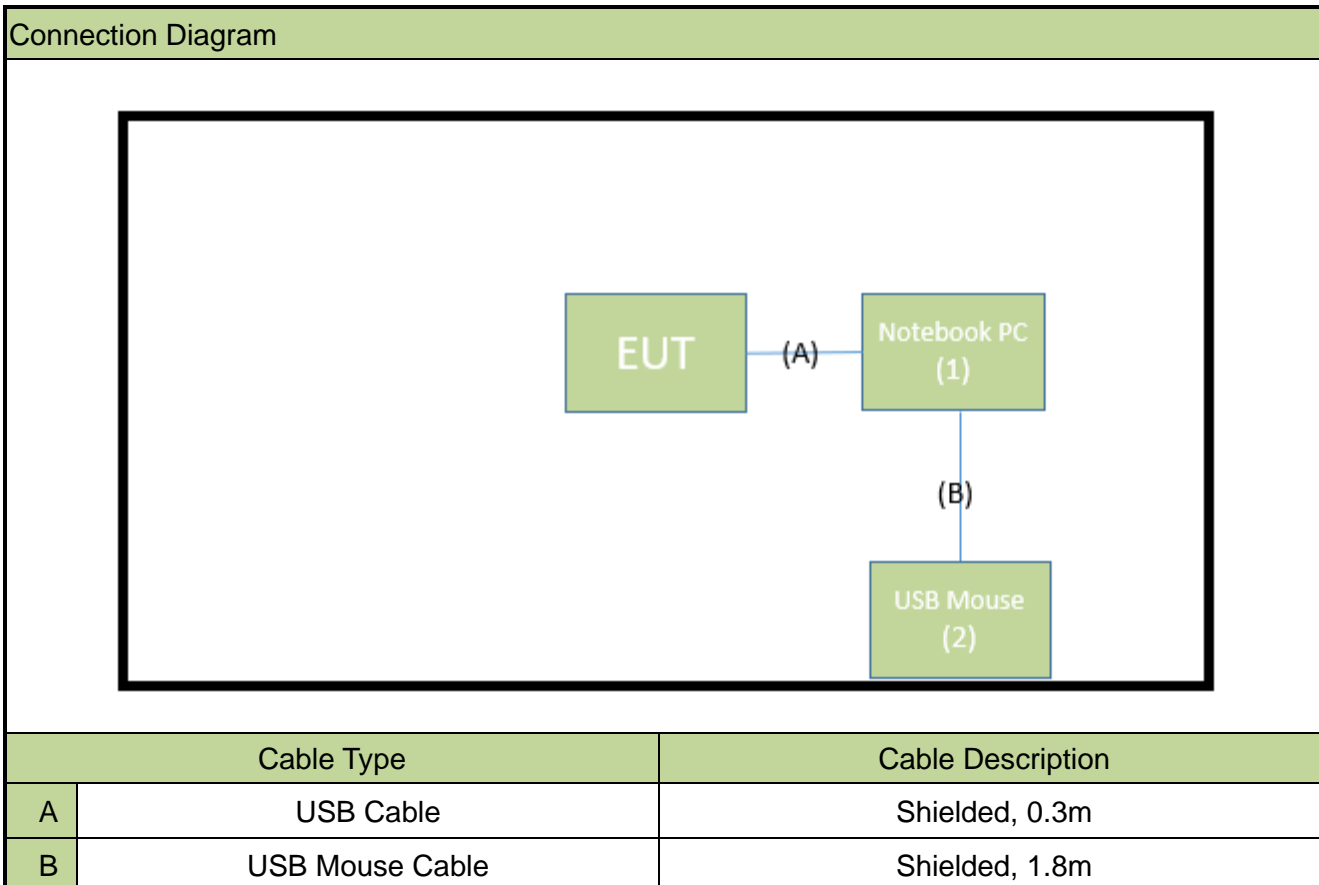 Connection Diagram
EUT
(A)
Notebook PC
(1)
(B)
USB Mouse
(2)
Cable Type Cable Description
A USB Cable Shielded, 0.3m
B USB Mouse Cable Shielded, 1.8m